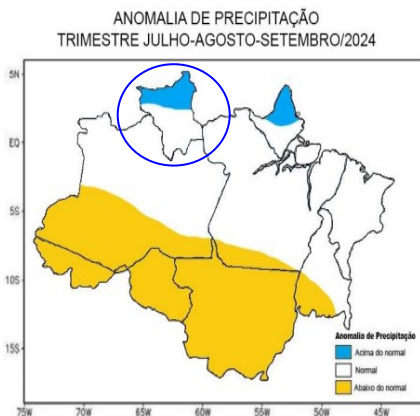 ANOMALIA DE PRECIPITAÇÃO
TRIMESTRE JULHO-AGOSTO-SETEMBRO/2024
5N
EQ
5S
10S
15S
75W
70W
65W
60W
55W
50W
45W
Anomalia de Precipitação
Acima do normal
Normal
Abaixo do normal